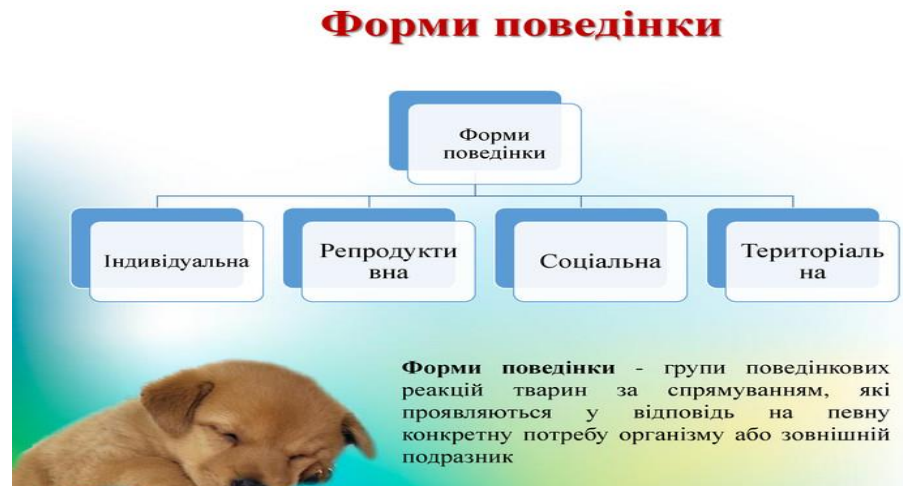 Форми поведінки
Форми
поведінки
Індивідуальна
Репродукти
вна
Соціальна
Територіаль
на
Форми поведінки - групи поведінкових
реакцій тварин за спрямуванням, які
проявляються у відповідь на певну
конкретну потребу організму або зовнішній
подразник